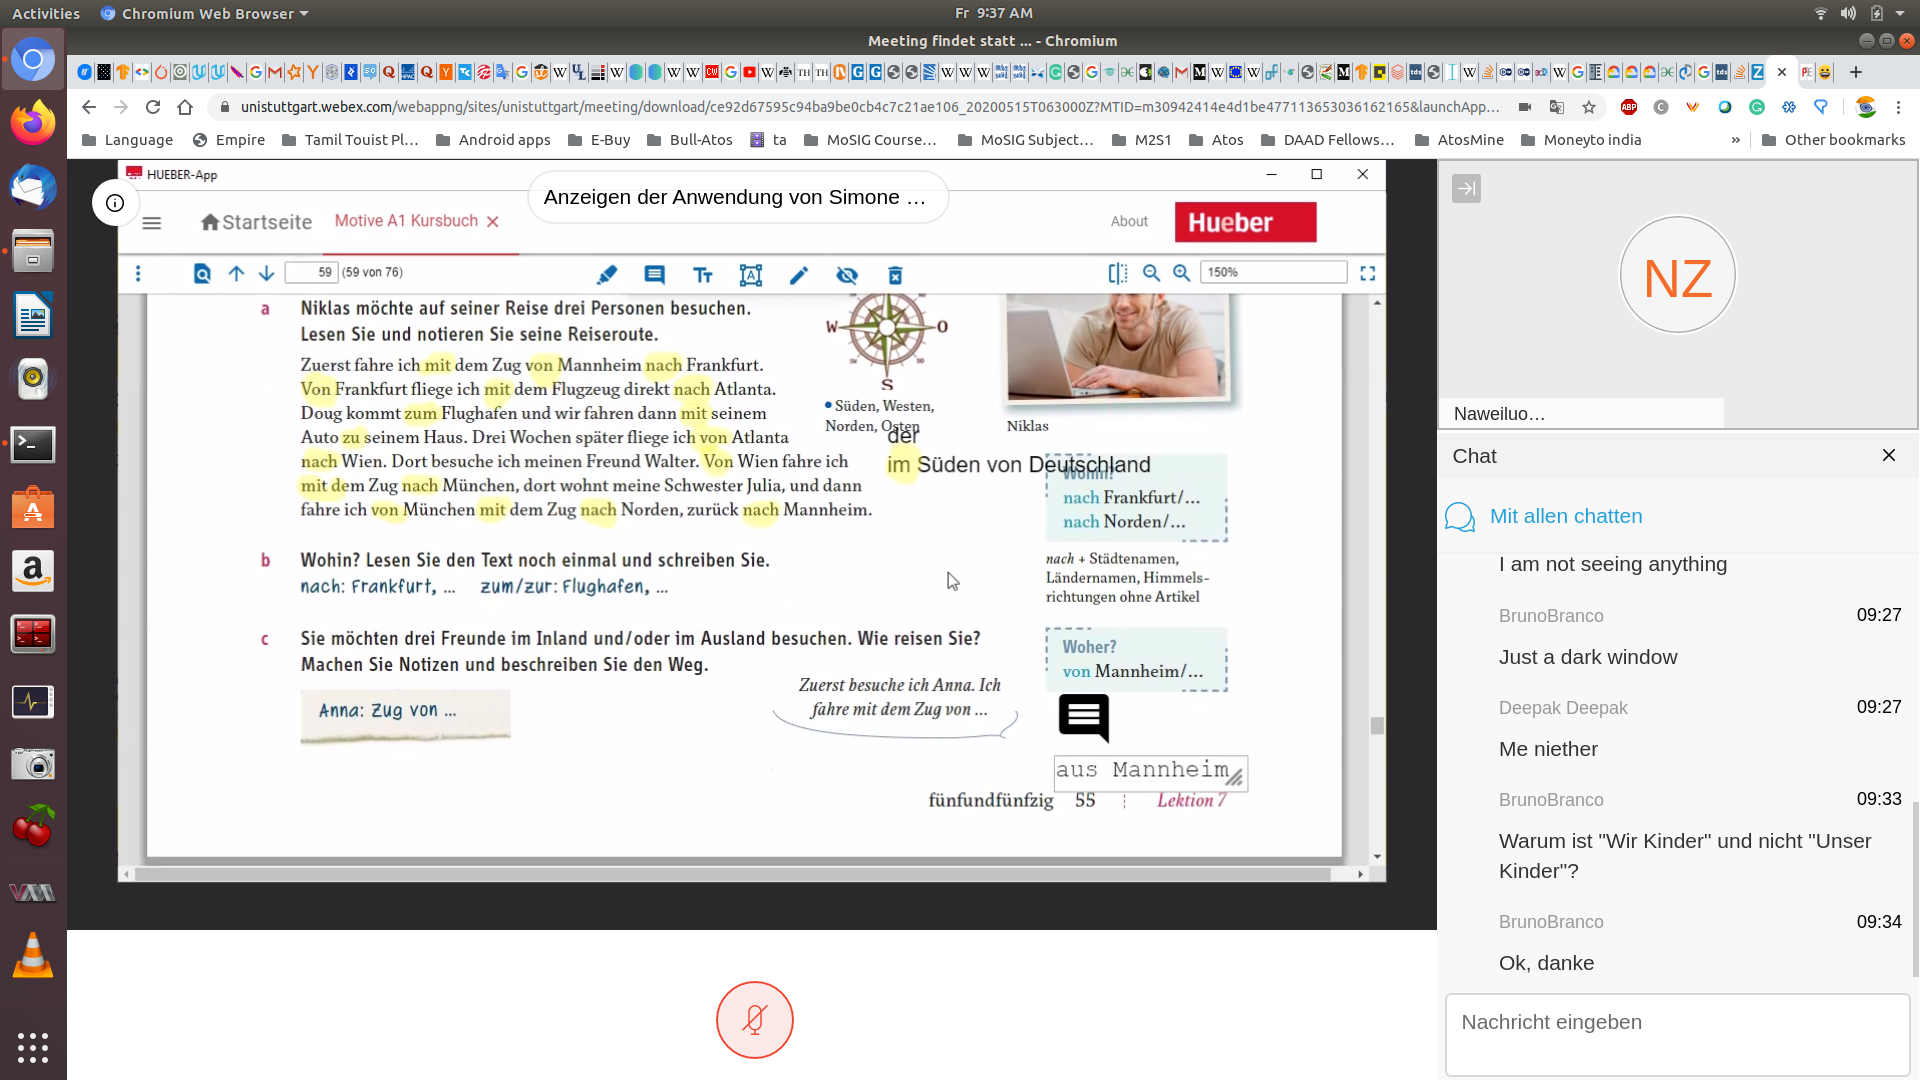 Activities
Chromium Web Browser
Fr 9:37 AM
Meeting findet statt ... - Chromium
unistuttgart.webex.com/webappng/sites/unistuttgart/meeting/download/ce92d67595c94ba9be0cb4c7c21ae106_20200515T063000Z?MTID=m30942414e4d1be477113653036162165&launchApp…
Language
Empire
Tamil Touist Pl…
Android apps
E-Buy
Bull-Atos
ta
MoSIG Course…
MoSIG Subject…
M2S1
Atos
DAAD Fellows…
AtosMine
Moneyto india
»
Other bookmarks
HUEBER-App
Anzeigen der Anwendung von Simone …
Startseite
Motive A1 Kursbuch
About
Hueber
59 (59 von 76)
150%
a Niklas möchte auf seiner Reise drei Personen besuchen.
Lesen Sie und notieren Sie seine Reiseroute.
Zuerst fahre ich mit dem Zug von Mannheim nach Frankfurt.
Von Frankfurt fliege ich mit dem Flugzeug direkt nach Atlanta.
Doug kommt zum Flughafen und wir fahren dann mit seinem
Auto zu seinem Haus. Drei Wochen später fliege ich von Atlanta
nach Wien. Dort besuche ich meinen Freund Walter. Von Wien fahre ich
mit dem Zug nach München, dort wohnt meine Schwester Julia, und dann
fahre ich von München mit dem Zug nach Norden, zurück nach Mannheim.
W O
S
Süden, Westen,
Norden, Osten
Niklas
der
im Süden von Deutschland
Wohin?
nach Frankfurt/…
nach Norden/…
nach + Städtenamen,
Ländernamen, Himmels-
richtungen ohne Artikel
b Wohin? Lesen Sie den Text noch einmal und schreiben Sie.
nach: Frankfurt, … zum/zur: Flughafen, …
c Sie möchten drei Freunde im Inland und/oder im Ausland besuchen. Wie reisen Sie?
Machen Sie Notizen und beschreiben Sie den Weg.
Anna: Zug von …
Zuerst besuche ich Anna. Ich
fahre mit dem Zug von …
Woher?
von Mannheim/…
aus Mannheim
fünfundfünfzig 55 Lektion 7
NZ
Naweiluo…
Chat
Mit allen chatten
I am not seeing anything
BrunoBranco 09:27
Just a dark window
Deepak Deepak 09:27
Me niether
BrunoBranco 09:33
Warum ist "Wir Kinder" und nicht "Unser
Kinder"?
BrunoBranco 09:34
Ok, danke
Nachricht eingeben